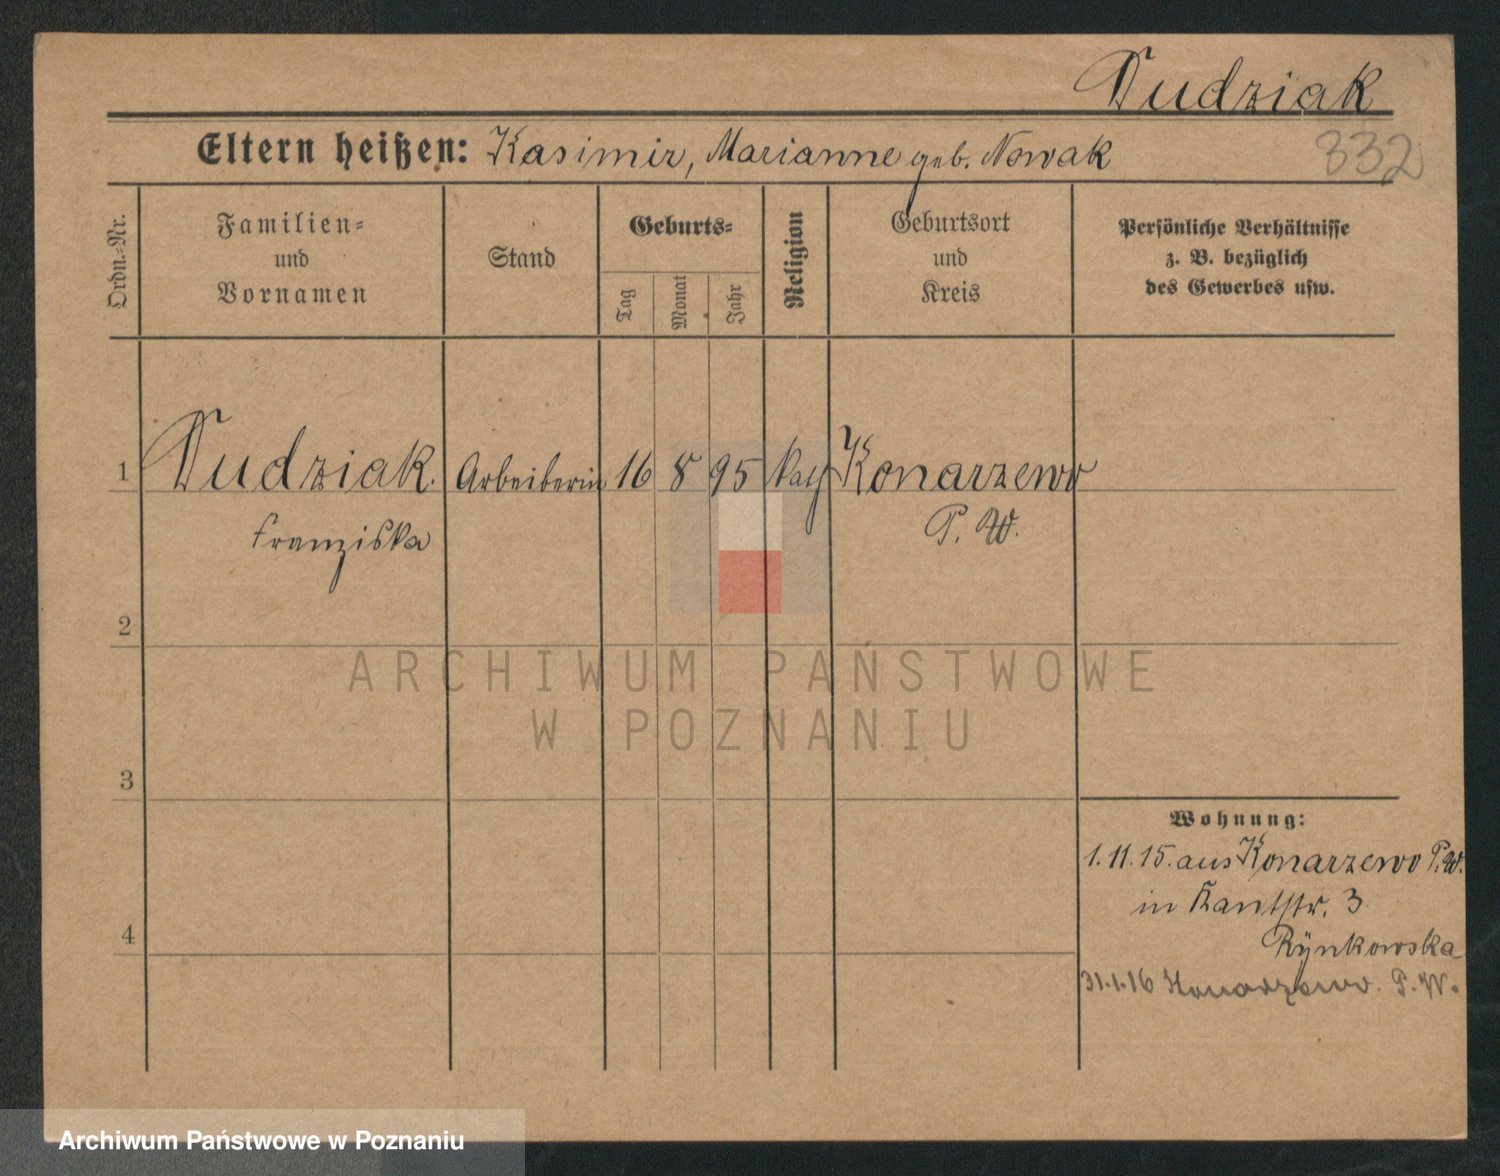 Dudziak
Eltern heißen: Kasimir, Marianne geb. Nowak
332
Ordn.-Nr.
Familien-
und
Vornamen
Stand
Geburts-
Tag
Monat
Jahr
Religion
Geburtsort
und
Kreis
Persönliche Verhältnisse
z. B. bezüglich
des Gewerbes usw.
1 Dudziak Arbeiterin 16 8 95 kath Konarzewo
Franziska P. W.
2
ARCHIWUM PAŃSTWOWE
W POZNANIU
3
Wohnung:
1.11.15. aus Konarzewo P.W.
in Kantstr. 3
4
Rÿnkowska
31.1.16 Konarzewo. P.W.
Archiwum Państwowe w Poznaniu